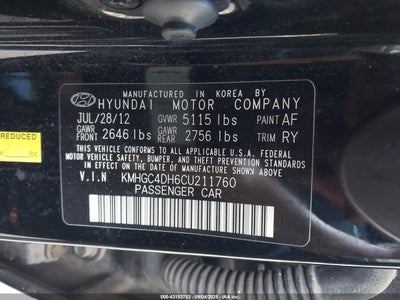 MANUFACTURED IN KOREA BY
HYUNDAI MOTOR COMPANY
JUL/28/12 GVWR 5115 lbs PAINT AF
GAWR FRONT 2646 lbs GAWR REAR 2756 lbs TRIM RY
THIS VEHICLE CONFORMS TO ALL APPLICABLE U.S.A. FEDERAL
MOTOR VEHICLE SAFETY, BUMPER, AND THEFT PREVENTION
STANDARDS IN EFFECT ON THE DATE OF MANUFACTURE
SHOWN ABOVE.
V.I.N KMHGC4DH6CU211760
PASSENGER CAR
REDUCED
lbs.
© 43152753 - 09/04/2025 - IAA Inc.